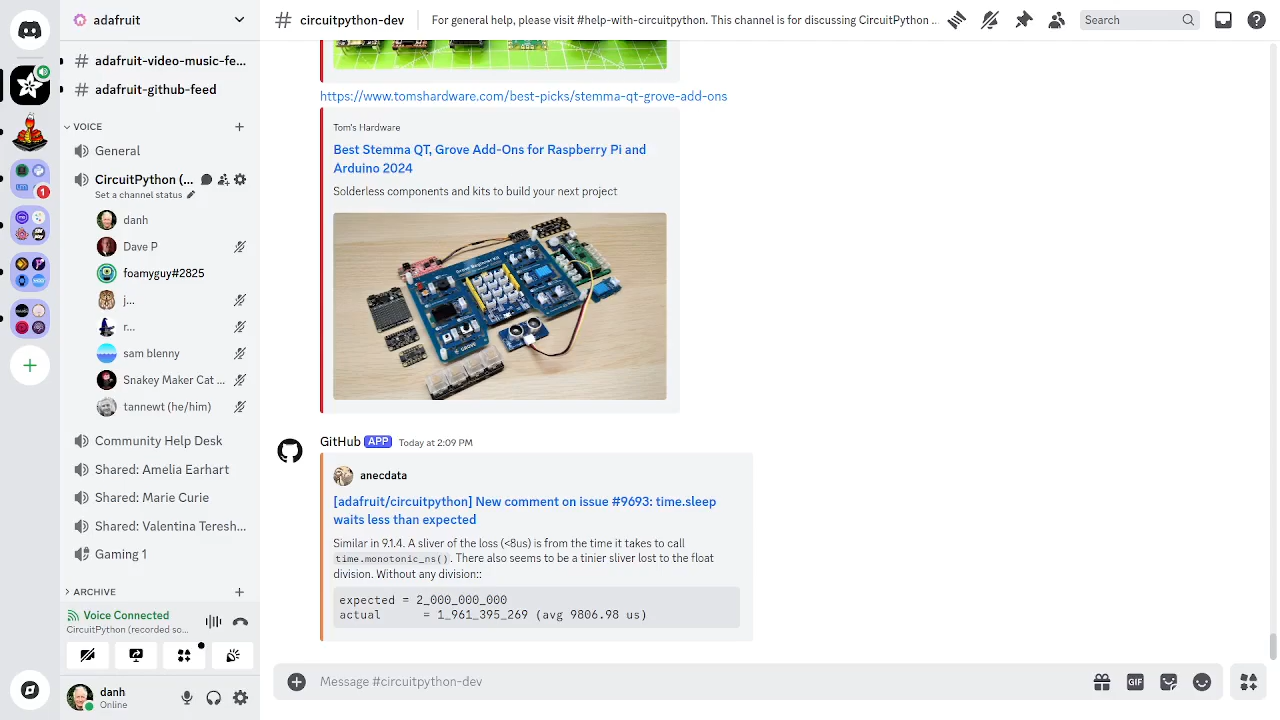 adafruit
circuitpython-dev
For general help, please visit #help-with-circuitpython. This channel is for discussing CircuitPython ...
Search
adafruit-video-music-fe...
adafruit-github-feed
VOICE
General
CircuitPython (...
Set a channel status
danh
Dave P
foamyguy#2825
j...
r...
sam blenny
Snakey Maker Cat ...
tannewt (he/him)
Community Help Desk
Shared: Amelia Earhart
Shared: Marie Curie
Shared: Valentina Teresh...
Gaming 1
ARCHIVE
Voice Connected
CircuitPython (recorded so...
danh
Online
1
https://www.tomshardware.com/best-picks/stemma-qt-grove-add-ons
Tom's Hardware
Best Stemma QT, Grove Add-Ons for Raspberry Pi and
Arduino 2024
Solderless components and kits to build your next project
Grove Beginner Kit
GROVE
GitHub APP Today at 2:09 PM
anecdata
[adafruit/circuitpython] New comment on issue #9693: time.sleep
waits less than expected
Similar in 9.1.4. A sliver of the loss (<8us) is from the time it takes to call
time.monotonic_ns(). There also seems to be a tinier sliver lost to the float
division. Without any division::
expected = 2_000_000_000
actual = 1_961_395_269 (avg 9806.98 us)
Message #circuitpython-dev
GIF